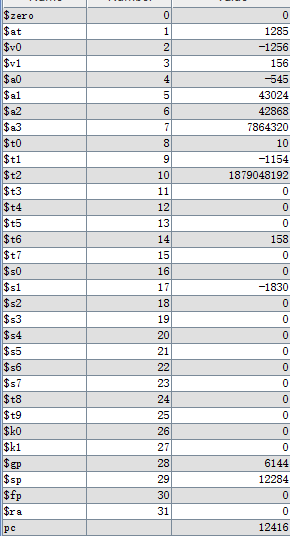 $zero 0 0
$at 1 1285
$v0 2 -1256
$v1 3 156
$a0 4 -545
$a1 5 43024
$a2 6 42868
$a3 7 7864320
$t0 8 10
$t1 9 -1154
$t2 10 1879048192
$t3 11 0
$t4 12 0
$t5 13 0
$t6 14 158
$t7 15 0
$s0 16 0
$s1 17 -1830
$s2 18 0
$s3 19 0
$s4 20 0
$s5 21 0
$s6 22 0
$s7 23 0
$t8 24 0
$t9 25 0
$k0 26 0
$k1 27 0
$gp 28 6144
$sp 29 12284
$fp 30 0
$ra 31 0
pc 12416